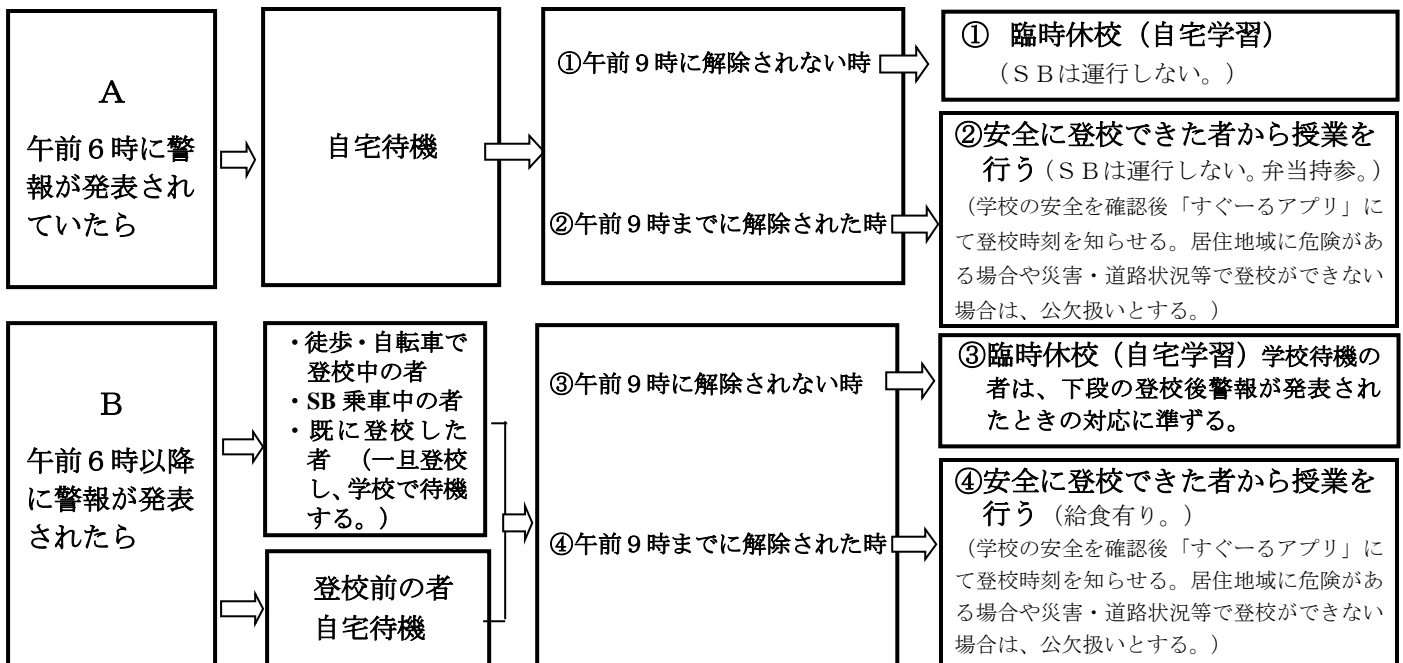 A
午前６時に警
報が発表され
ていたら
自宅待機
①午前９時に解除されない時
②午前９時までに解除された時
① 臨時休校（自宅学習）
（ＳＢは運行しない。）
②安全に登校できた者から授業を
行う（ＳＢは運行しない。弁当持参。）
（学校の安全を確認後「すぐーるアプリ」に
て登校時刻を知らせる。居住地域に危険があ
る場合や災害・道路状況等で登校ができない
場合は、公欠扱いとする。）
B
午前６時以降
に警報が発表
されたら
・徒歩・自転車で
登校中の者
・SB 乗車中の者
・既に登校した
者 （一旦登校
し、学校で待機
する。）
登校前の者
自宅待機
③午前９時に解除されない時
④午前９時までに解除された時
③臨時休校（自宅学習）学校待機の
者は、下段の登校後警報が発表され
たときの対応に準ずる。
④安全に登校できた者から授業を
行う（給食有り。）
（学校の安全を確認後「すぐーるアプリ」に
て登校時刻を知らせる。居住地域に危険があ
る場合や災害・道路状況等で登校ができない
場合は、公欠扱いとする。）